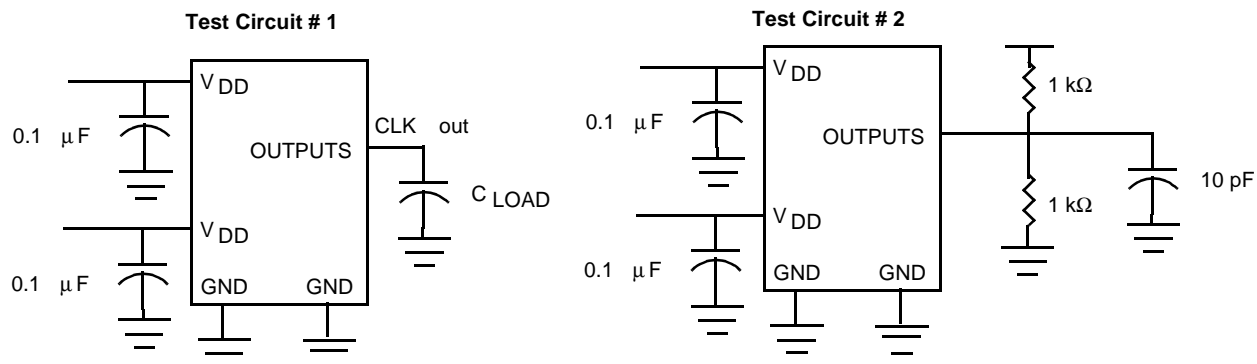 Test Circuit # 1
V DD
0.1 μF
OUTPUTS
CLK out
C LOAD
V DD
0.1 μF
GND
GND
Test Circuit # 2
V DD
0.1 μF
OUTPUTS
1 kΩ
1 kΩ
10 pF
V DD
0.1 μF
GND
GND